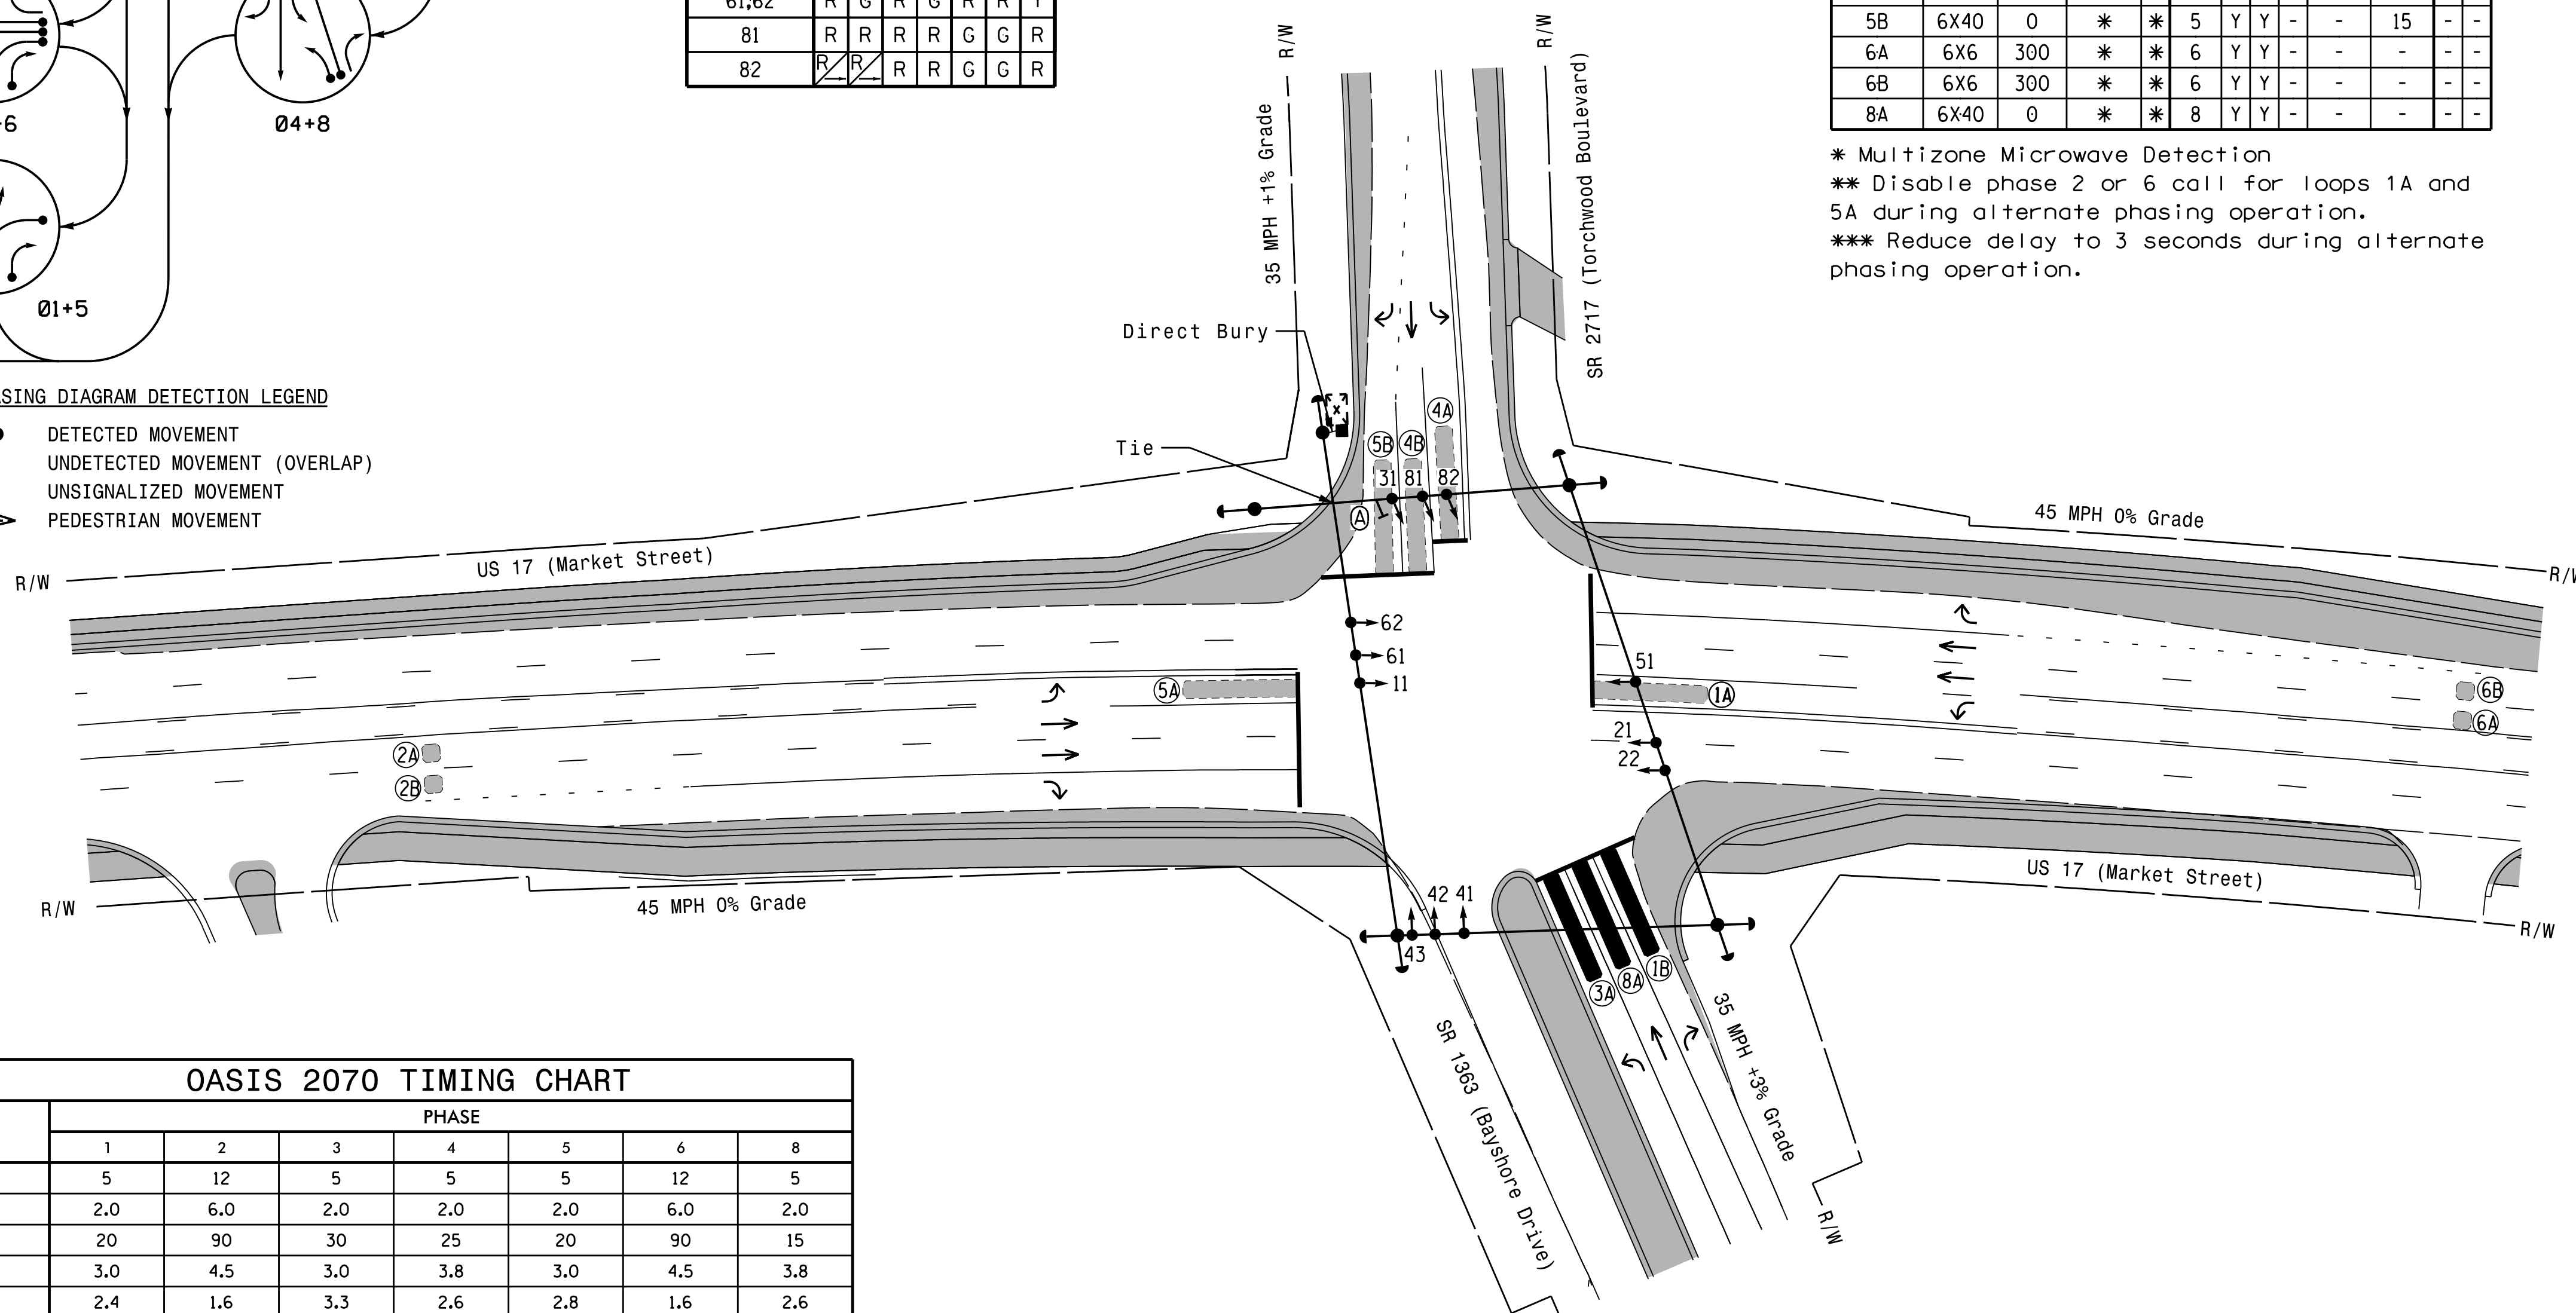 61,62 R G R G R R Y
81 R R R R G G R
82 R R R R G G R
5B 6X40 0 * * 5 Y Y - - 15 - -
6A 6X6 300 * * 6 Y Y - - - - -
6B 6X6 300 * * 6 Y Y - - - - -
8A 6X40 0 * * 8 Y Y - - - - -
* Multizone Microwave Detection
** Disable phase 2 or 6 call for loops 1A and
5A during alternate phasing operation.
*** Reduce delay to 3 seconds during alternate
phasing operation.
Ø4+8
Ø1+5
DETECTED MOVEMENT
UNDETECTED MOVEMENT (OVERLAP)
UNSIGNALIZED MOVEMENT
PEDESTRIAN MOVEMENT
R/W
R/W
35 MPH +1% Grade
SR 2717 (Torchwood Boulevard)
Direct Bury
Tie
4A
5B
4B
31
81
82
A
45 MPH 0% Grade
R/W
US 17 (Market Street)
R/W
62
61
11
5A
51
1A
6B
6A
21
22
2A
2B
R/W
45 MPH 0% Grade
US 17 (Market Street)
R/W
42
41
43
3A
8A
1B
35 MPH +3% Grade
SR 1363 (Bayshore Drive)
R/W
OASIS 2070 TIMING CHART
PHASE
1 2 3 4 5 6 8
5 12 5 5 5 12 5
2.0 6.0 2.0 2.0 2.0 6.0 2.0
20 90 30 25 20 90 15
3.0 4.5 3.0 3.8 3.0 4.5 3.8
2.4 1.6 3.3 2.6 2.8 1.6 2.6